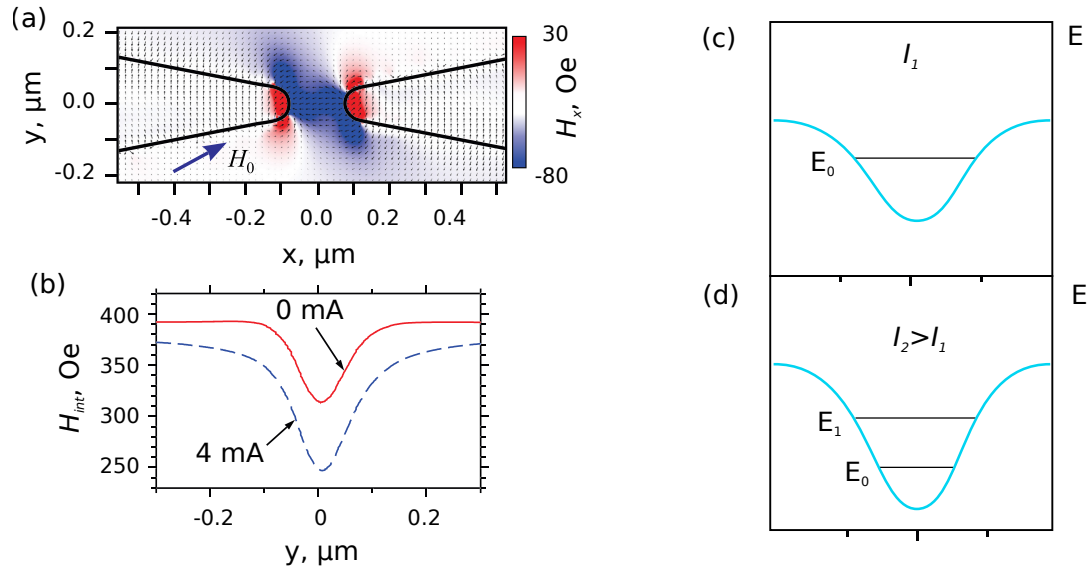 (a)
0.2
0.0
-0.2
y, μm
-0.4
-0.2
0.0
0.2
0.4
x, μm
H0
30
-80
Hx, Oe
(b)
400
350
300
250
Hint, Oe
0 mA
4 mA
-0.2
0
0.2
y, μm
(c)
I1
E
E0
(d)
I2>I1
E
E1
E0